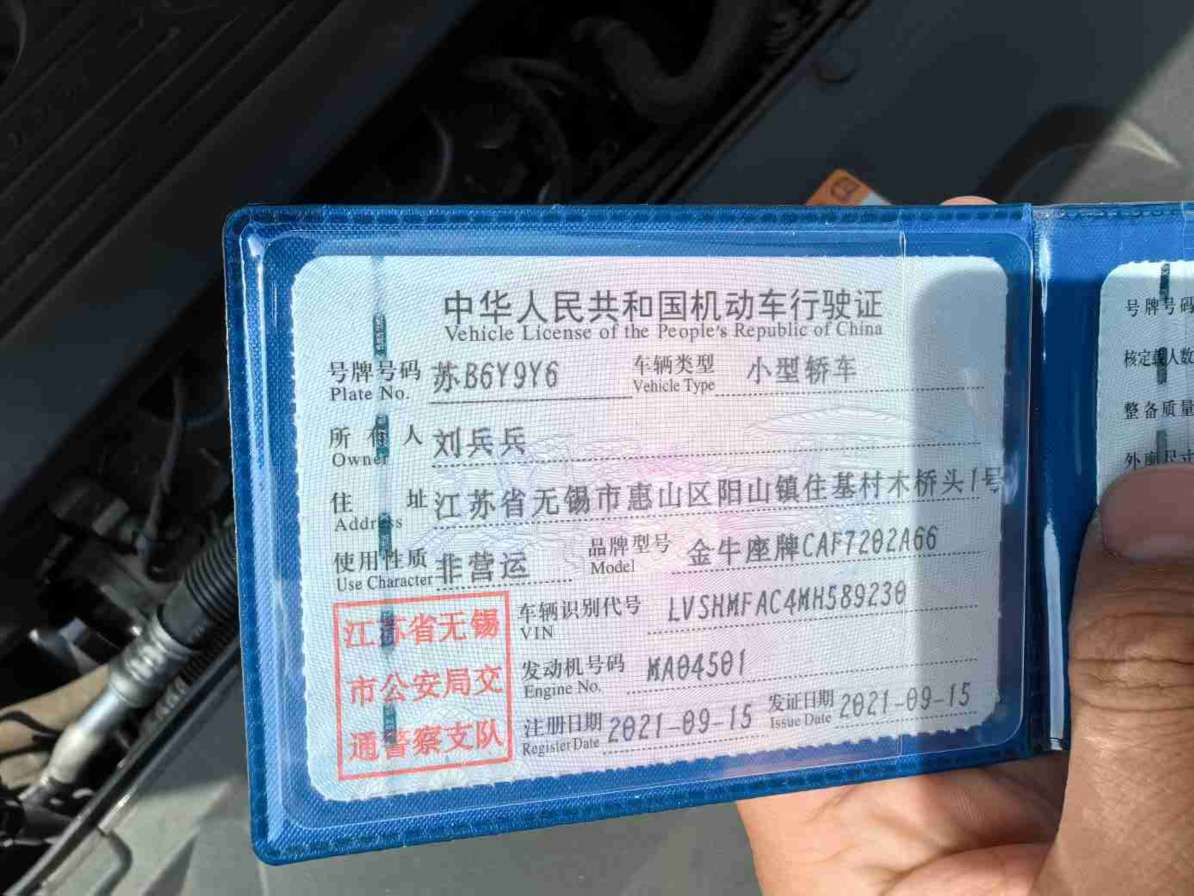 中华人民共和国机动车行驶证
Vehicle License of the People's Republic of China
号牌号码 苏B6Y9Y6 车辆类型 小型轿车
Plate No. Vehicle Type
所有人 刘兵兵
Owner
住址 江苏省无锡市惠山区阳山镇住基村木桥头1号
Address
使用性质 非营运 品牌型号 金牛座牌CAF7202A66
Use Character Model
江苏省无锡
市公安局交
通警察支队
车辆识别代号 LVSHMFAC4MH589230
VIN
发动机号码 MA04501
Engine No.
注册日期 2021-09-15 发证日期 2021-09-15
Register Date Issue Date
号牌号码
核定载人数
整备质量
外廓尺寸